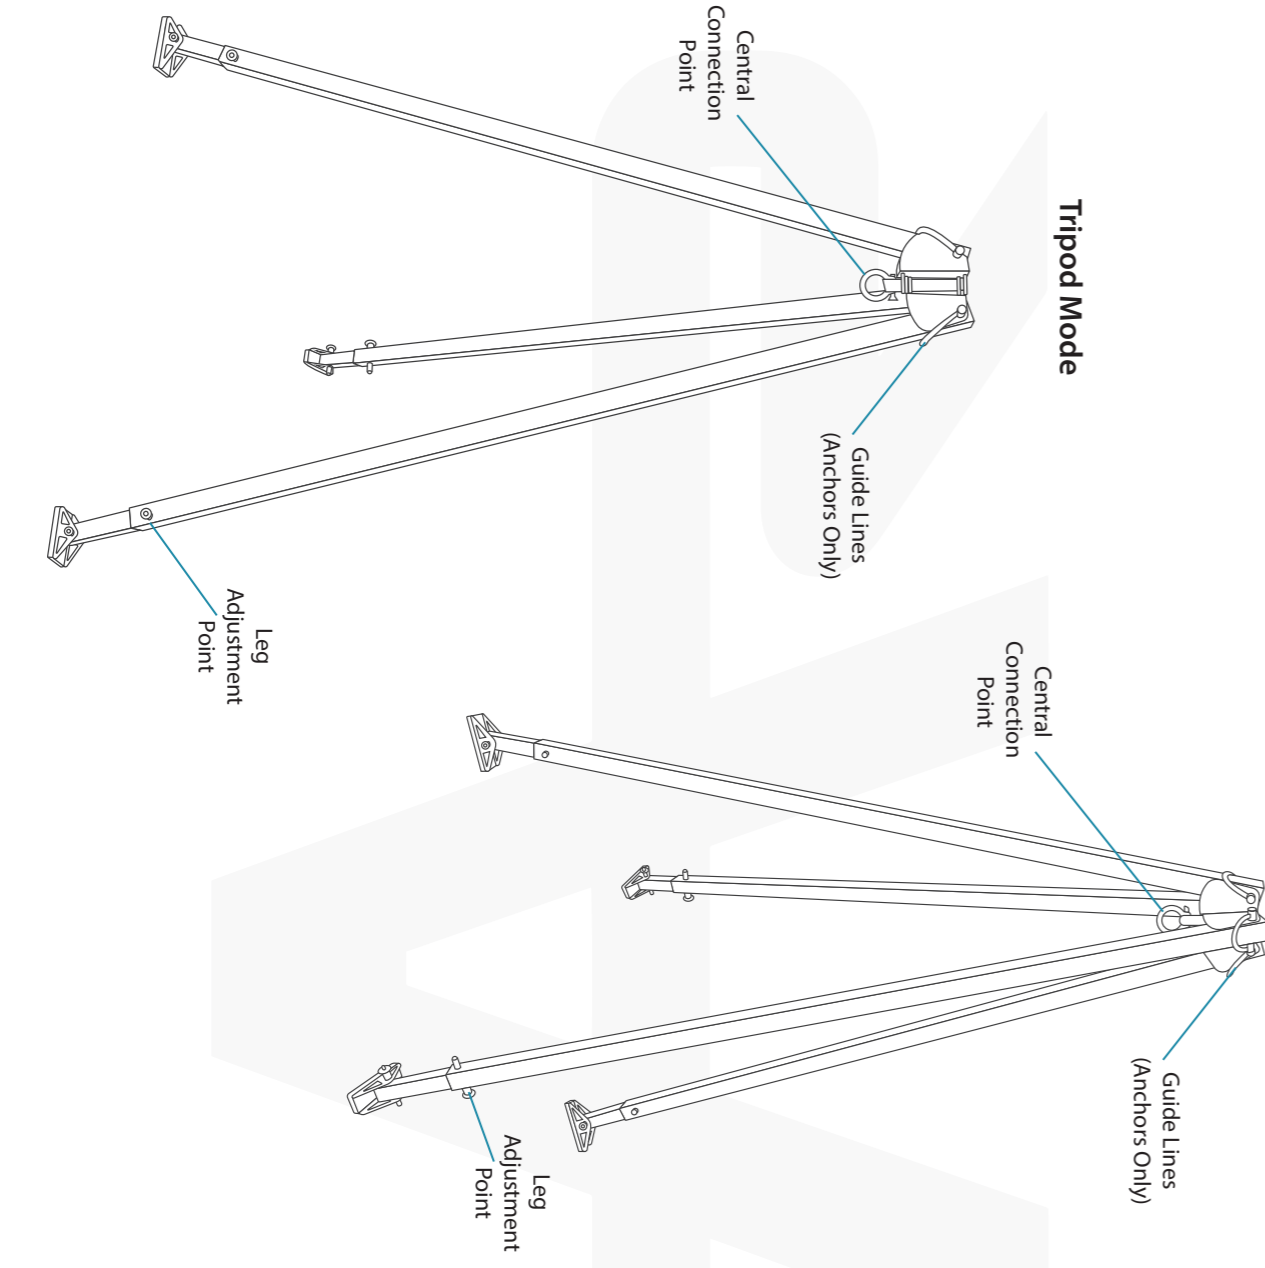 Tripod Mode
Central
Connection
Point
Guide Lines
(Anchors Only)
Leg
Adjustment
Point
Central
Connection
Point
Guide Lines
(Anchors Only)
Leg
Adjustment
Point